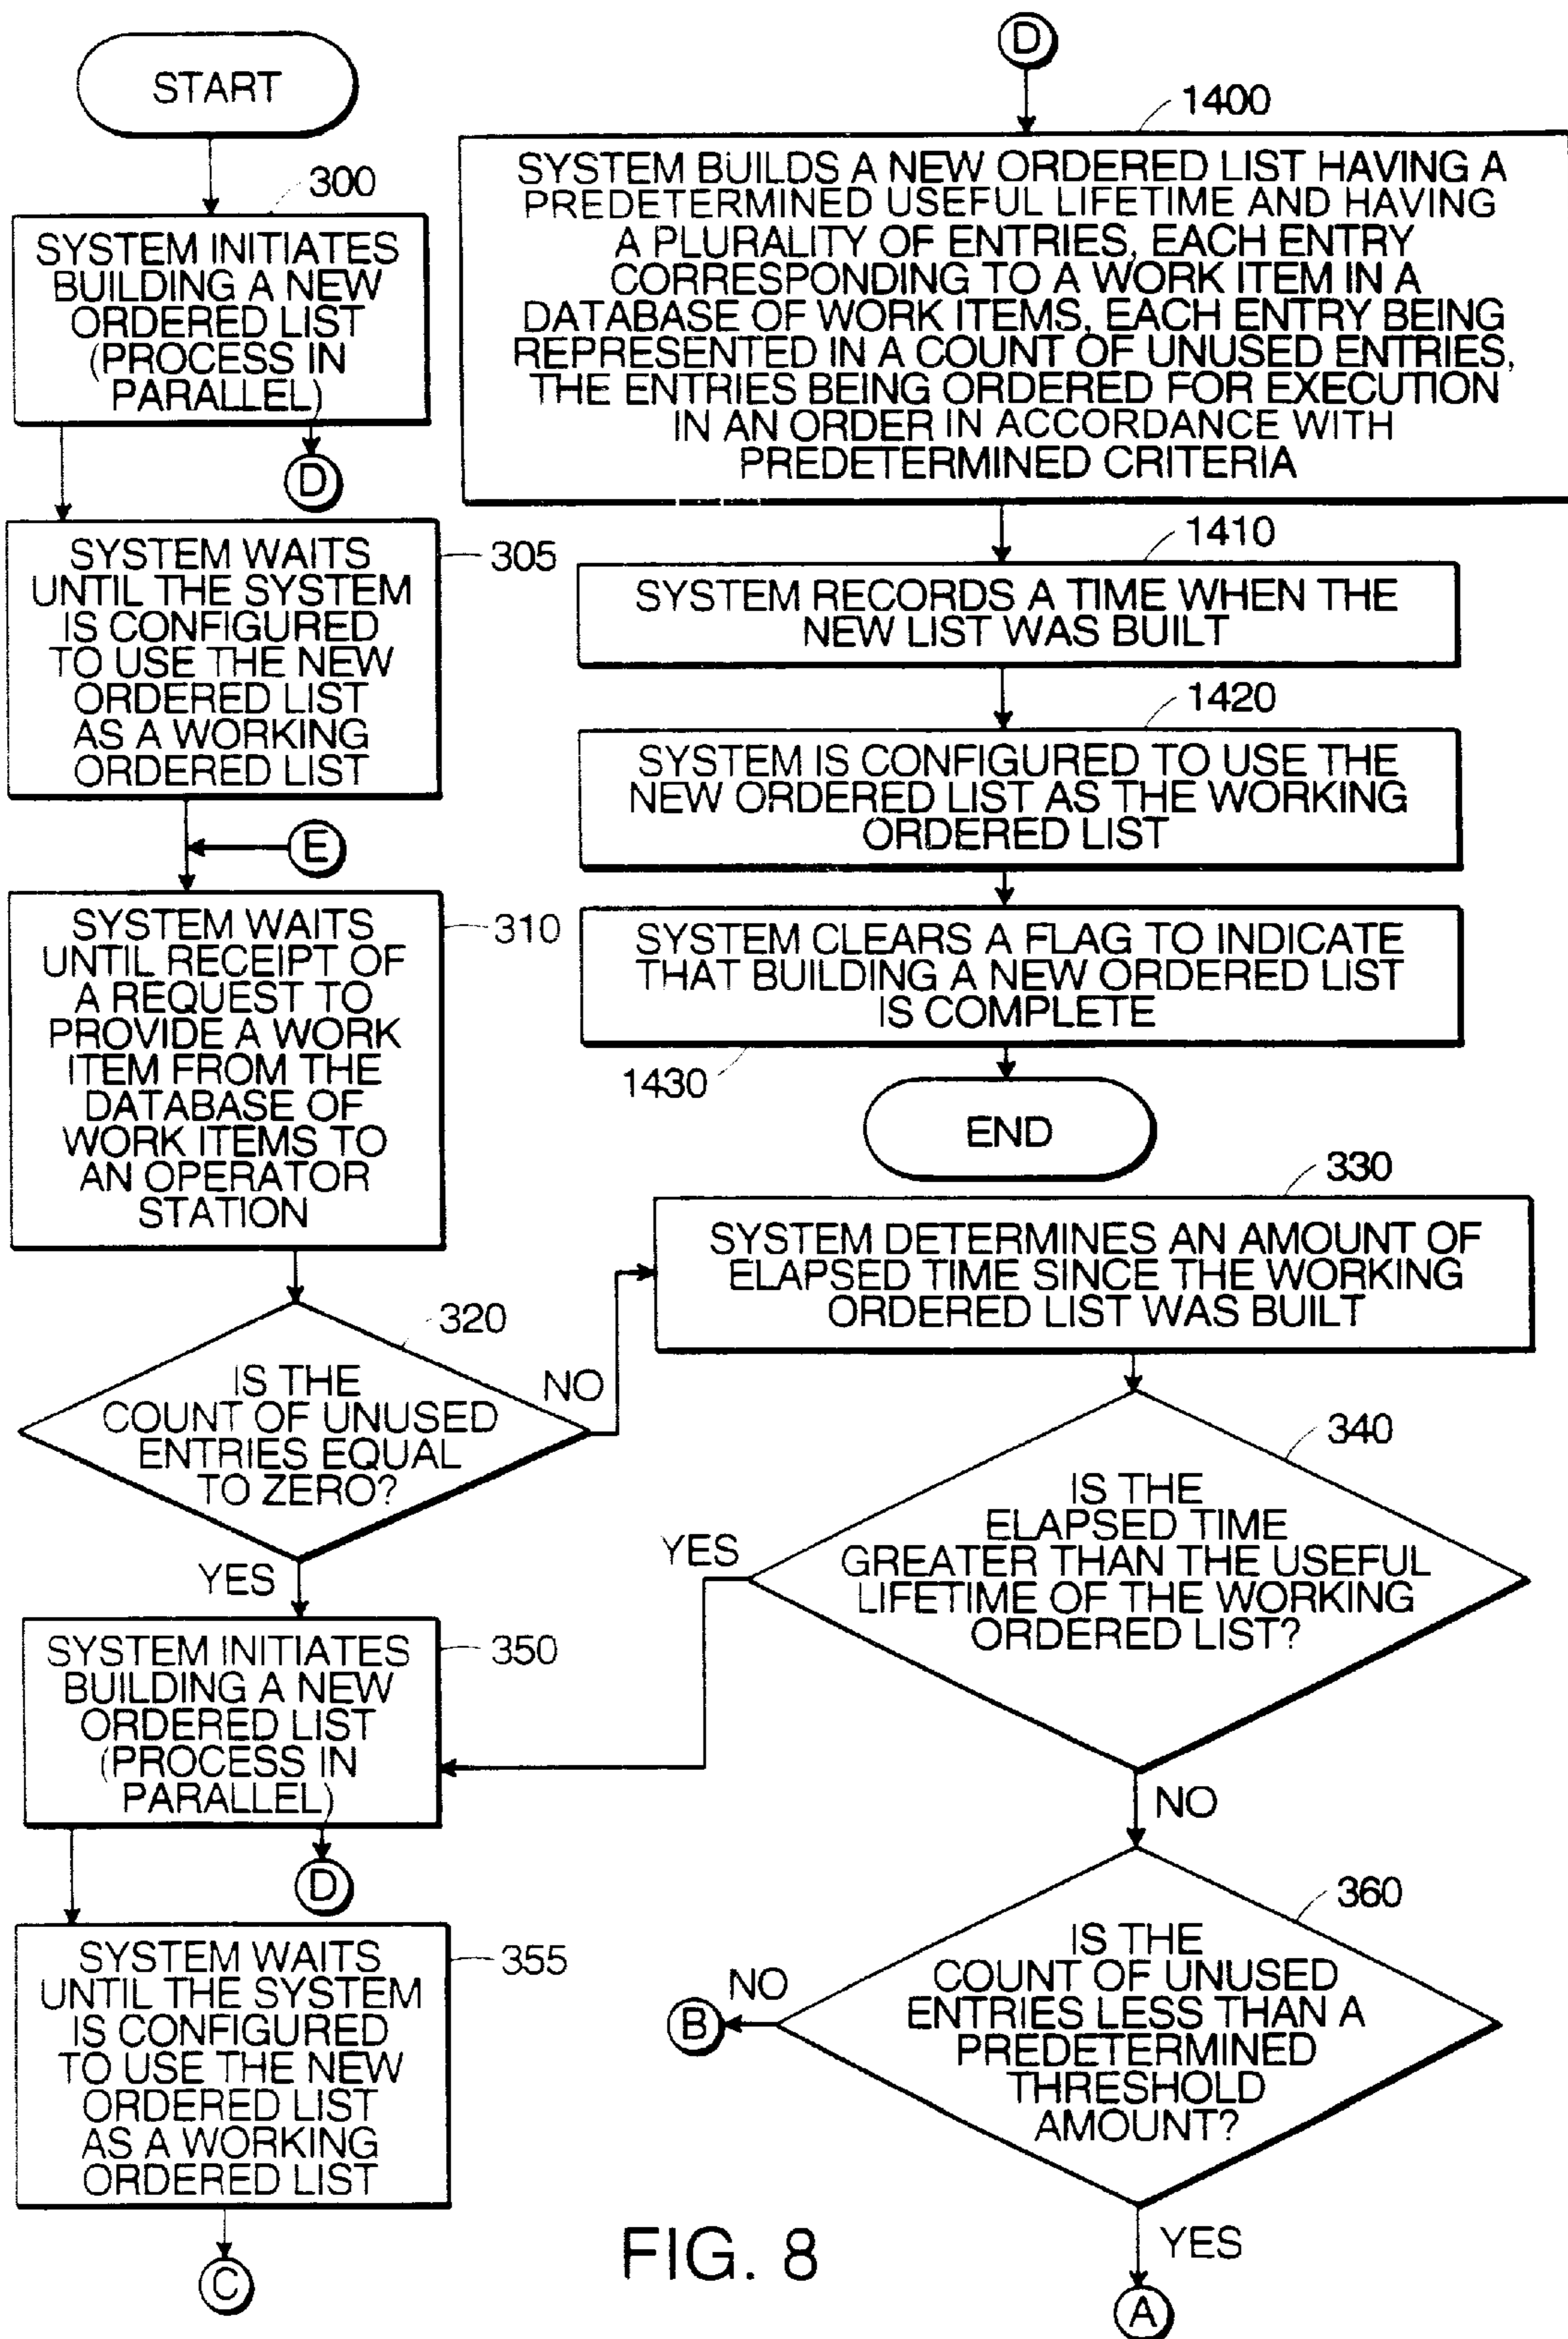 START
300
SYSTEM INITIATES
BUILDING A NEW
ORDERED LIST
(PROCESS IN
PARALLEL)
D
305
SYSTEM WAITS
UNTIL THE SYSTEM
IS CONFIGURED
TO USE THE NEW
ORDERED LIST
AS A WORKING
ORDERED LIST
E
310
SYSTEM WAITS
UNTIL RECEIPT OF
A REQUEST TO
PROVIDE A WORK
ITEM FROM THE
DATABASE OF
WORK ITEMS TO
AN OPERATOR
STATION
320
IS THE
COUNT OF UNUSED
ENTRIES EQUAL
TO ZERO?
NO
YES
350
SYSTEM INITIATES
BUILDING A NEW
ORDERED LIST
(PROCESS IN
PARALLEL)
D
355
SYSTEM WAITS
UNTIL THE SYSTEM
IS CONFIGURED
TO USE THE NEW
ORDERED LIST
AS A WORKING
ORDERED LIST
C
D
1400
SYSTEM BUILDS A NEW ORDERED LIST HAVING A
PREDETERMINED USEFUL LIFETIME AND HAVING
A PLURALITY OF ENTRIES, EACH ENTRY
CORRESPONDING TO A WORK ITEM IN A
DATABASE OF WORK ITEMS, EACH ENTRY BEING
REPRESENTED IN A COUNT OF UNUSED ENTRIES,
THE ENTRIES BEING ORDERED FOR EXECUTION
IN AN ORDER IN ACCORDANCE WITH
PREDETERMINED CRITERIA
1410
SYSTEM RECORDS A TIME WHEN THE
NEW LIST WAS BUILT
1420
SYSTEM IS CONFIGURED TO USE THE
NEW ORDERED LIST AS THE WORKING
ORDERED LIST
SYSTEM CLEARS A FLAG TO INDICATE
THAT BUILDING A NEW ORDERED LIST
IS COMPLETE
1430
END
330
SYSTEM DETERMINES AN AMOUNT OF
ELAPSED TIME SINCE THE WORKING
ORDERED LIST WAS BUILT
340
IS THE
ELAPSED TIME
GREATER THAN THE USEFUL
LIFETIME OF THE WORKING
ORDERED LIST?
YES
NO
360
IS THE
COUNT OF UNUSED
ENTRIES LESS THAN A
PREDETERMINED
THRESHOLD
AMOUNT?
NO
B
YES
A
FIG. 8